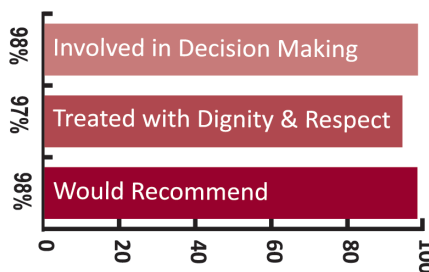 98% Involved in Decision Making
97% Treated with Dignity & Respect
98% Would Recommend
0 20 40 60 80 100